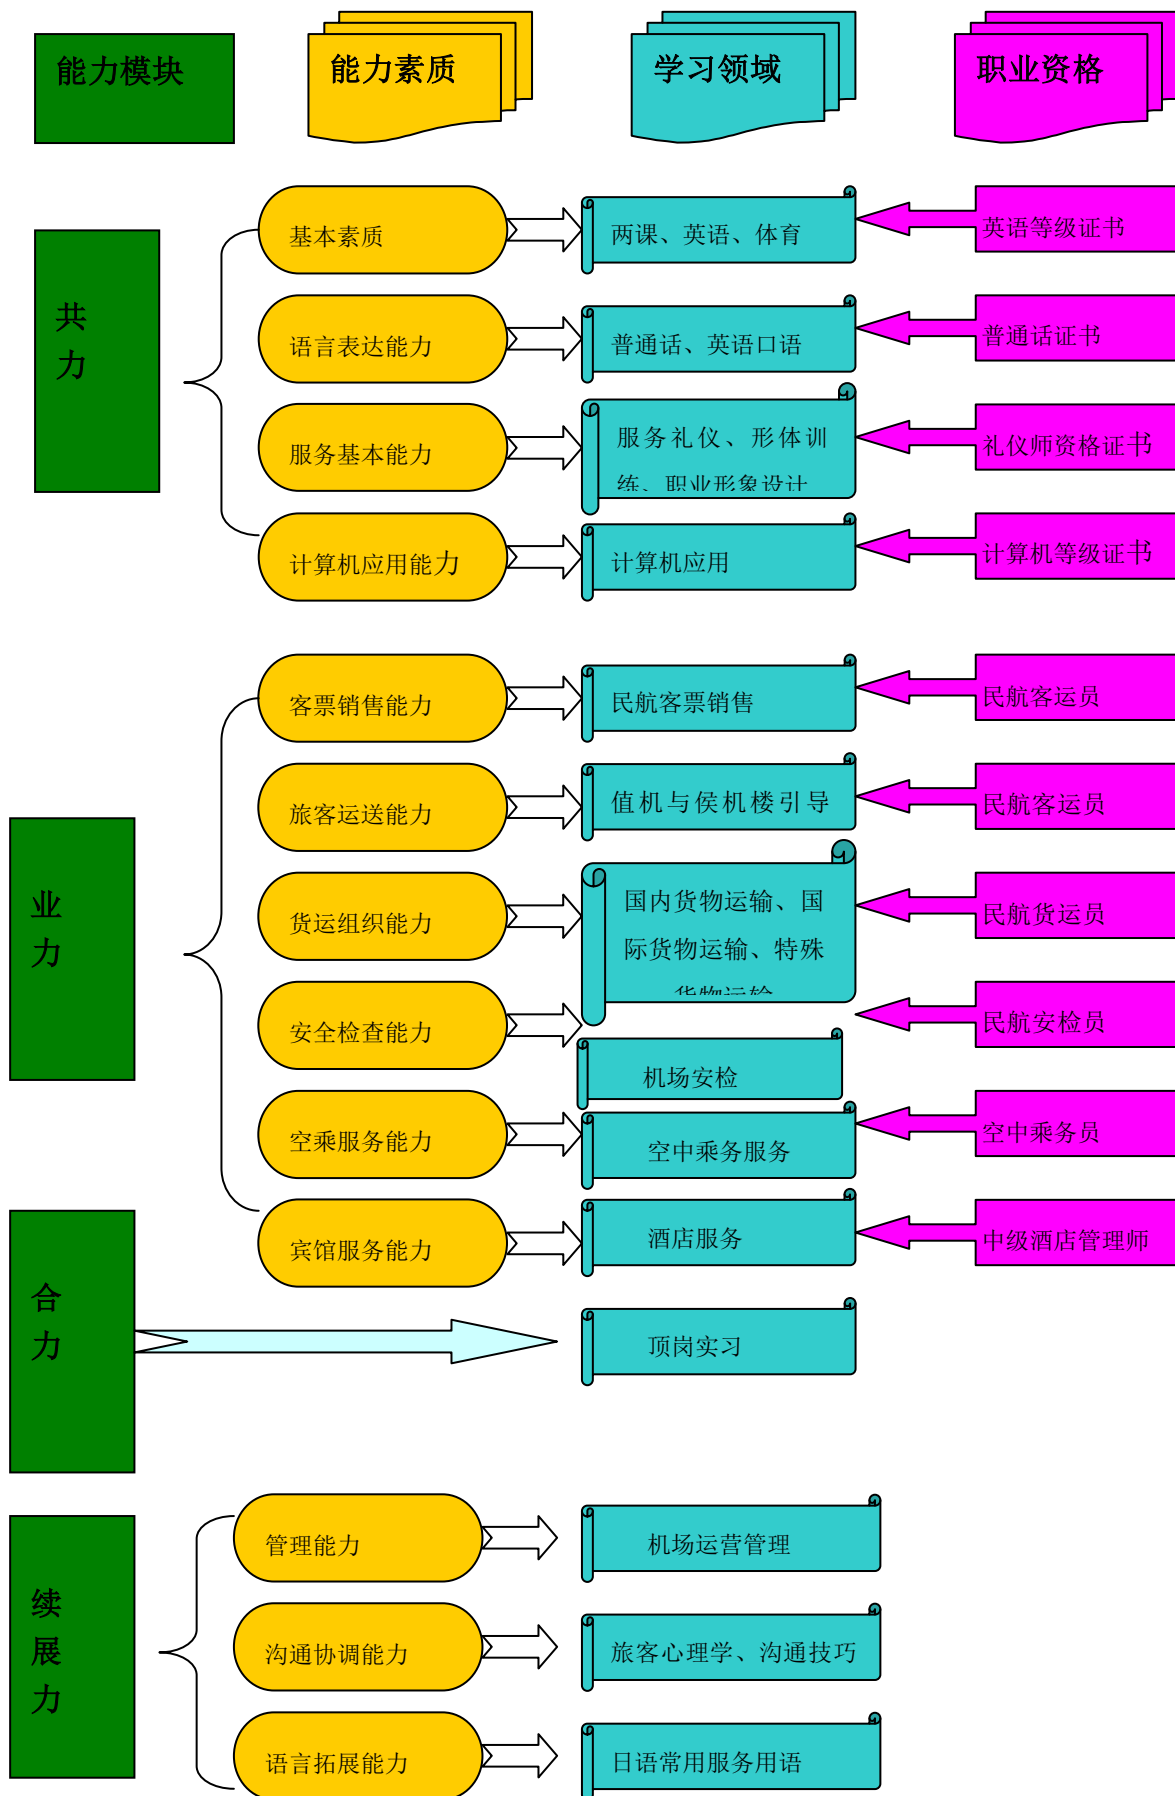 能力模块
能力素质
学习领域
职业资格
共
力
基本素质
两课、英语、体育
英语等级证书
语言表达能力
普通话、英语口语
普通话证书
服务基本能力
服务礼仪、形体训
练、职业形象设计
礼仪师资格证书
计算机应用能力
计算机应用
计算机等级证书
业
力
客票销售能力
民航客票销售
民航客运员
旅客运送能力
值机与侯机楼引导
民航客运员
货运组织能力
国内货物运输、国
际货物运输、特殊
货物运输
民航货运员
安全检查能力
机场安检
民航安检员
空乘服务能力
空中乘务服务
空中乘务员
宾馆服务能力
酒店服务
中级酒店管理师
合
力
顶岗实习
续
展
力
管理能力
机场运营管理
沟通协调能力
旅客心理学、沟通技巧
语言拓展能力
日语常用服务用语